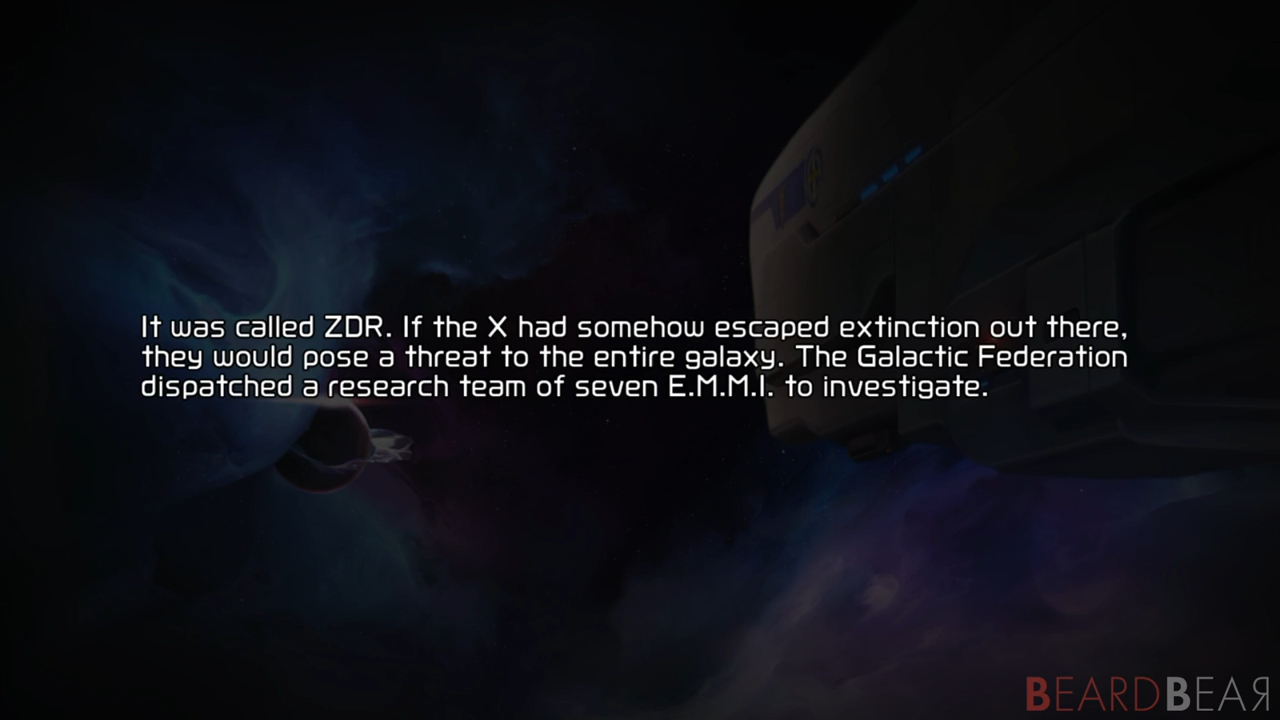 It was called ZDR. If the X had somehow escaped extinction out there,
they would pose a threat to the entire galaxy. The Galactic Federation
dispatched a research team of seven E.M.M.I. to investigate.
BEARDBEAR